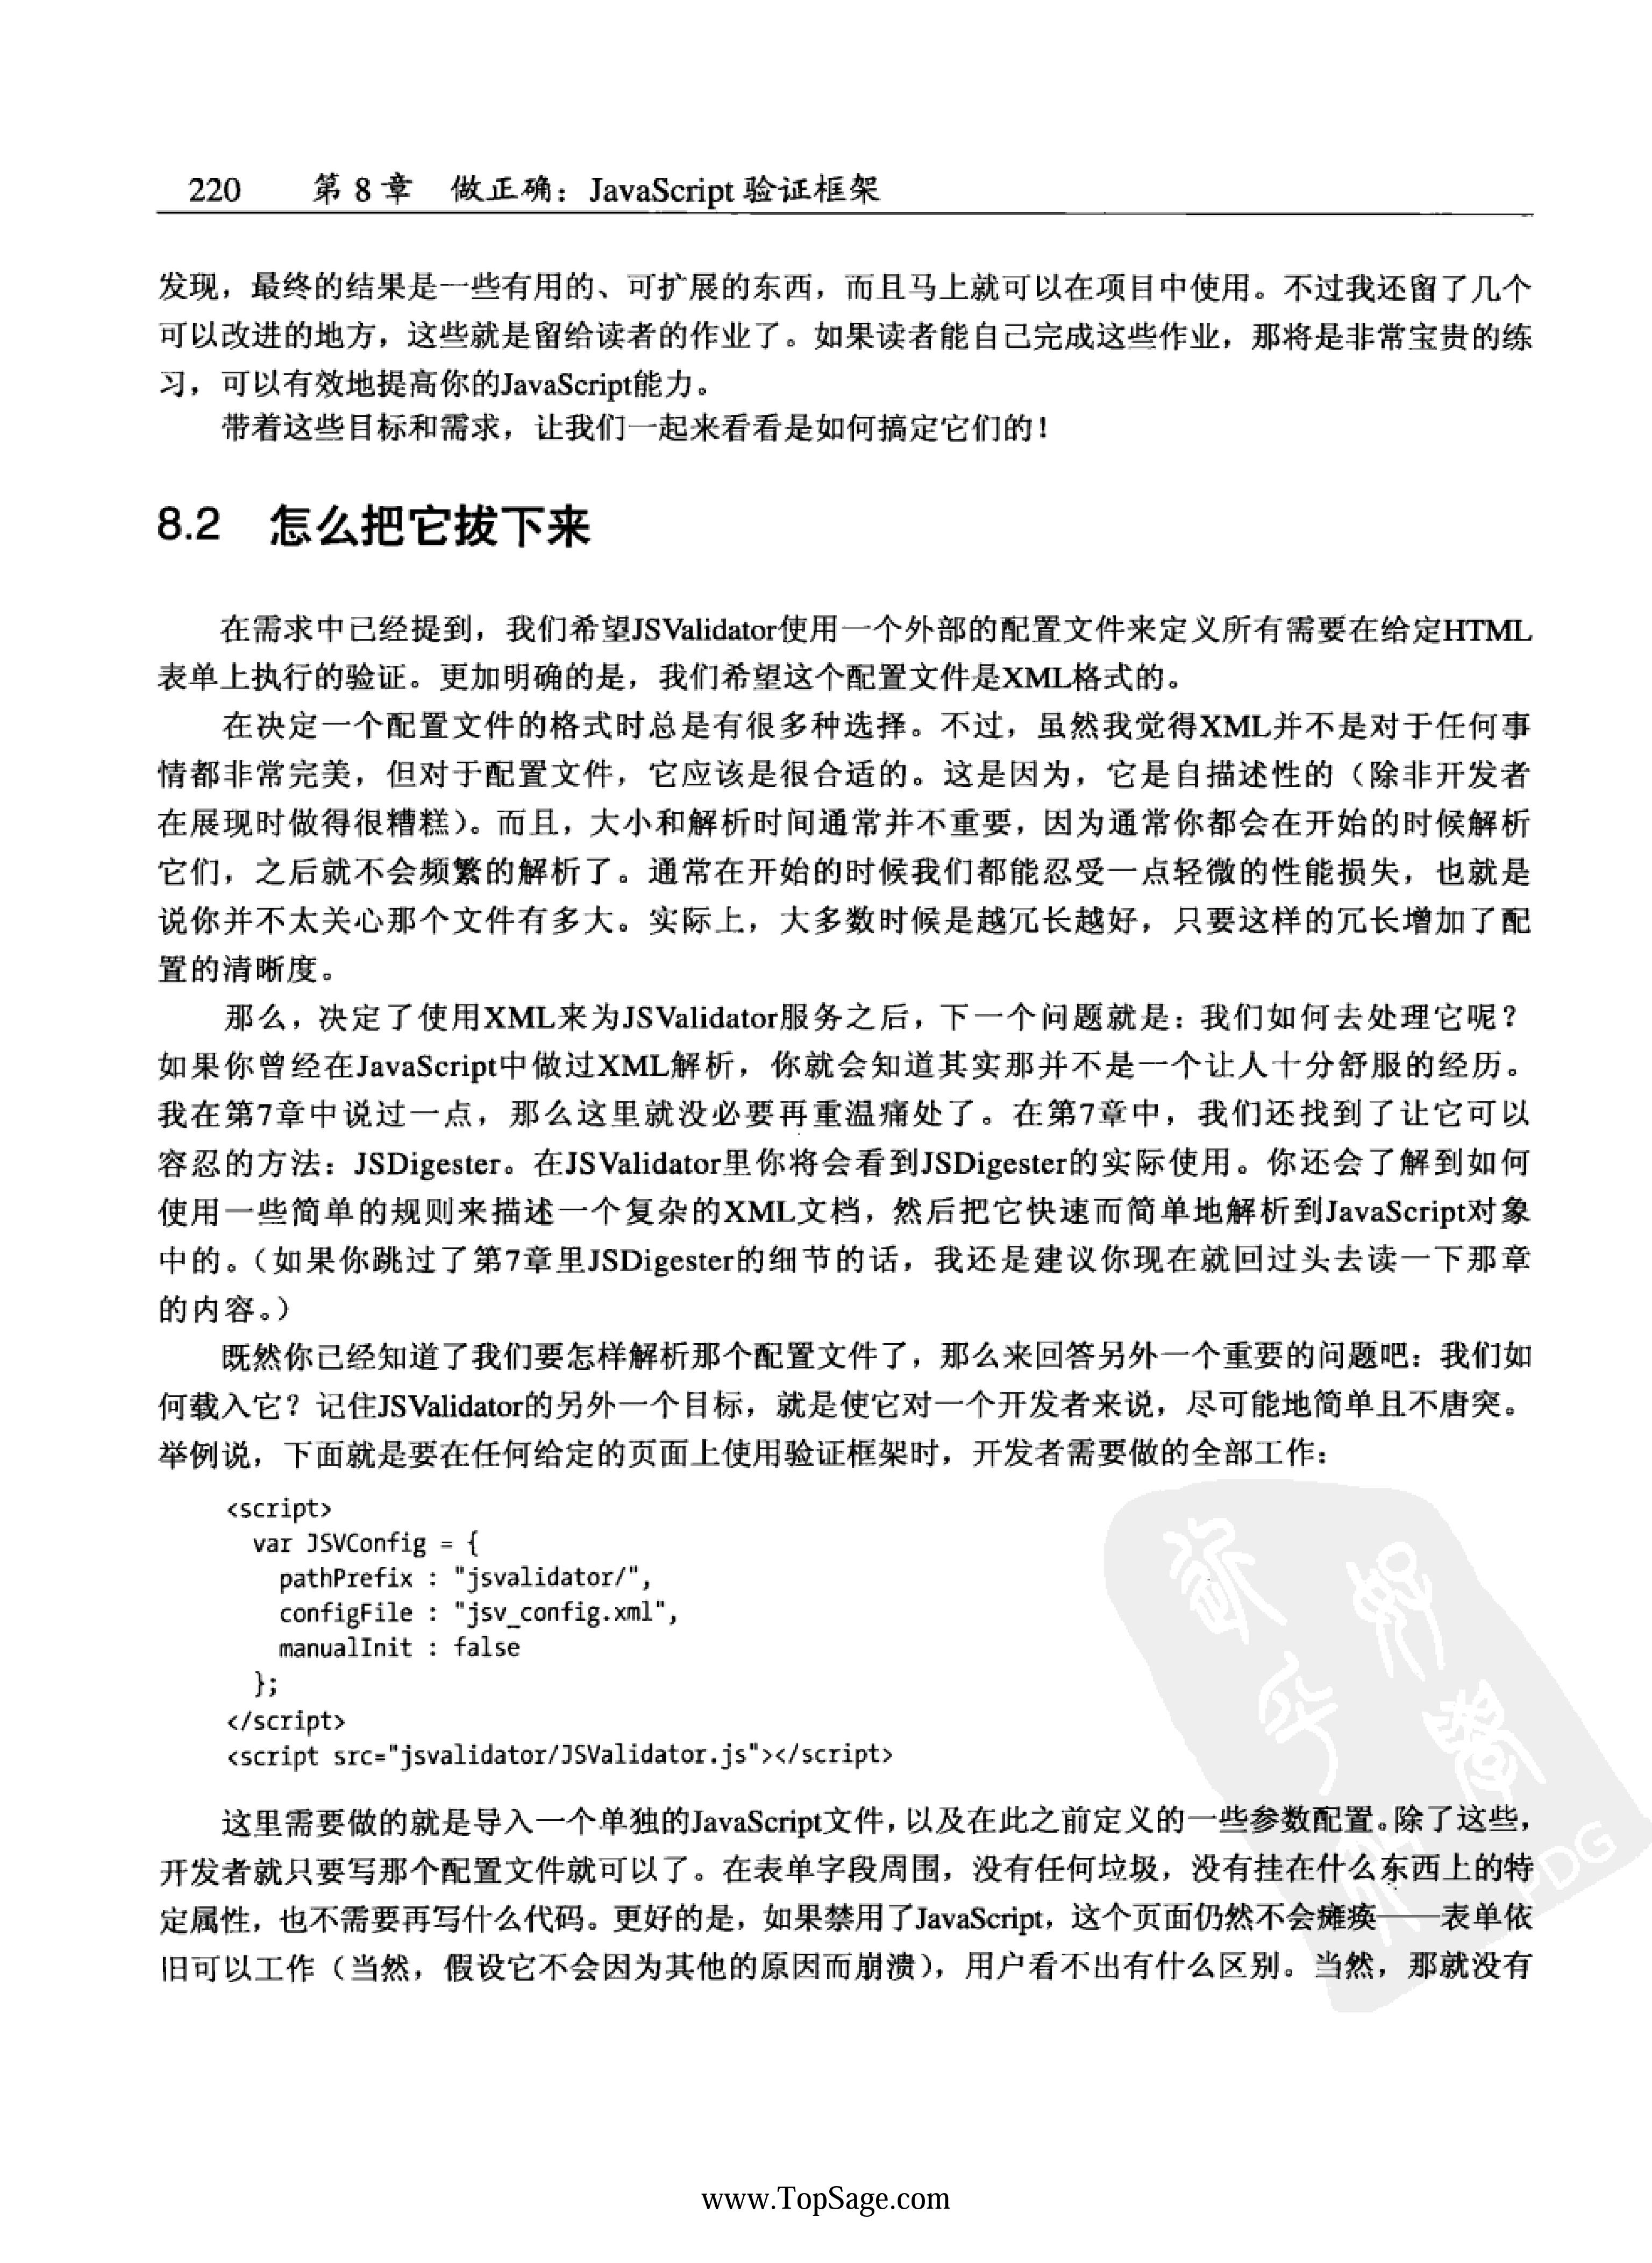 220 第 8 章 做正确：JavaScript 验证框架
发现，最终的结果是一些有用的、可扩展的东西，而且马上就可以在项目中使用。不过我还留了几个
可以改进的地方，这些就是留给读者的作业了。如果读者能自己完成这些作业，那将是非常宝贵的练
习，可以有效地提高你的JavaScript能力。
带着这些目标和需求，让我们一起来看看是如何搞定它们的！
8.2 怎么把它拔下来
在需求中已经提到，我们希望JSValidator使用一个外部的配置文件来定义所有需要在给定HTML
表单上执行的验证。更加明确的是，我们希望这个配置文件是XML格式的。
在决定一个配置文件的格式时总是有很多种选择。不过，虽然我觉得XML并不是对于任何事
情都非常完美，但对于配置文件，它应该是很合适的。这是因为，它是自描述性的（除非开发者
在展现时做得很糟糕）。而且，大小和解析时间通常并不重要，因为通常你都会在开始的时候解析
它们，之后就不会频繁的解析了。通常在开始的时候我们都能忍受一点轻微的性能损失，也就是
说你并不太关心那个文件有多大。实际上，大多数时候是越冗长越好，只要这样的冗长增加了配
置的清晰度。
那么，决定了使用XML来为JSValidator服务之后，下一个问题就是：我们如何去处理它呢？
如果你曾经在JavaScript中做过XML解析，你就会知道其实那并不是一个让人十分舒服的经历。
我在第7章中说过一点，那么这里就没必要再重温痛处了。在第7章中，我们还找到了让它可以
容忍的方法：JSDigester。在JSValidator里你将会看到JSDigester的实际使用。你还会了解到如何
使用一些简单的规则来描述一个复杂的XML文档，然后把它快速而简单地解析到JavaScript对象
中的。（如果你跳过了第7章里JSDigester的细节的话，我还是建议你现在就回过头去读一下那章
的内容。）
既然你已经知道了我们要怎样解析那个配置文件了，那么来回答另外一个重要的问题吧：我们如
何载入它？记住JSValidator的另外一个目标，就是使它对一个开发者来说，尽可能地简单且不唐突。
举例说，下面就是要在任何给定的页面上使用验证框架时，开发者需要做的全部工作：
<script>
var JSVConfig = {
pathPrefix : "jsvalidator/",
configFile : "jsv_config.xml",
manualInit : false
};
</script>
<script src="jsvalidator/JSValidator.js"></script>
这里需要做的就是导入一个单独的JavaScript文件，以及在此之前定义的一些参数配置。除了这些，
开发者就只要写那个配置文件就可以了。在表单字段周围，没有任何垃圾，没有挂在什么东西上的特
定属性，也不需要再写什么代码。更好的是，如果禁用了JavaScript，这个页面仍然不会瘫痪——表单依
旧可以工作（当然，假设它不会因为其他的原因而崩溃），用户看不出有什么区别。当然，那就没有
PDG
www.TopSage.com